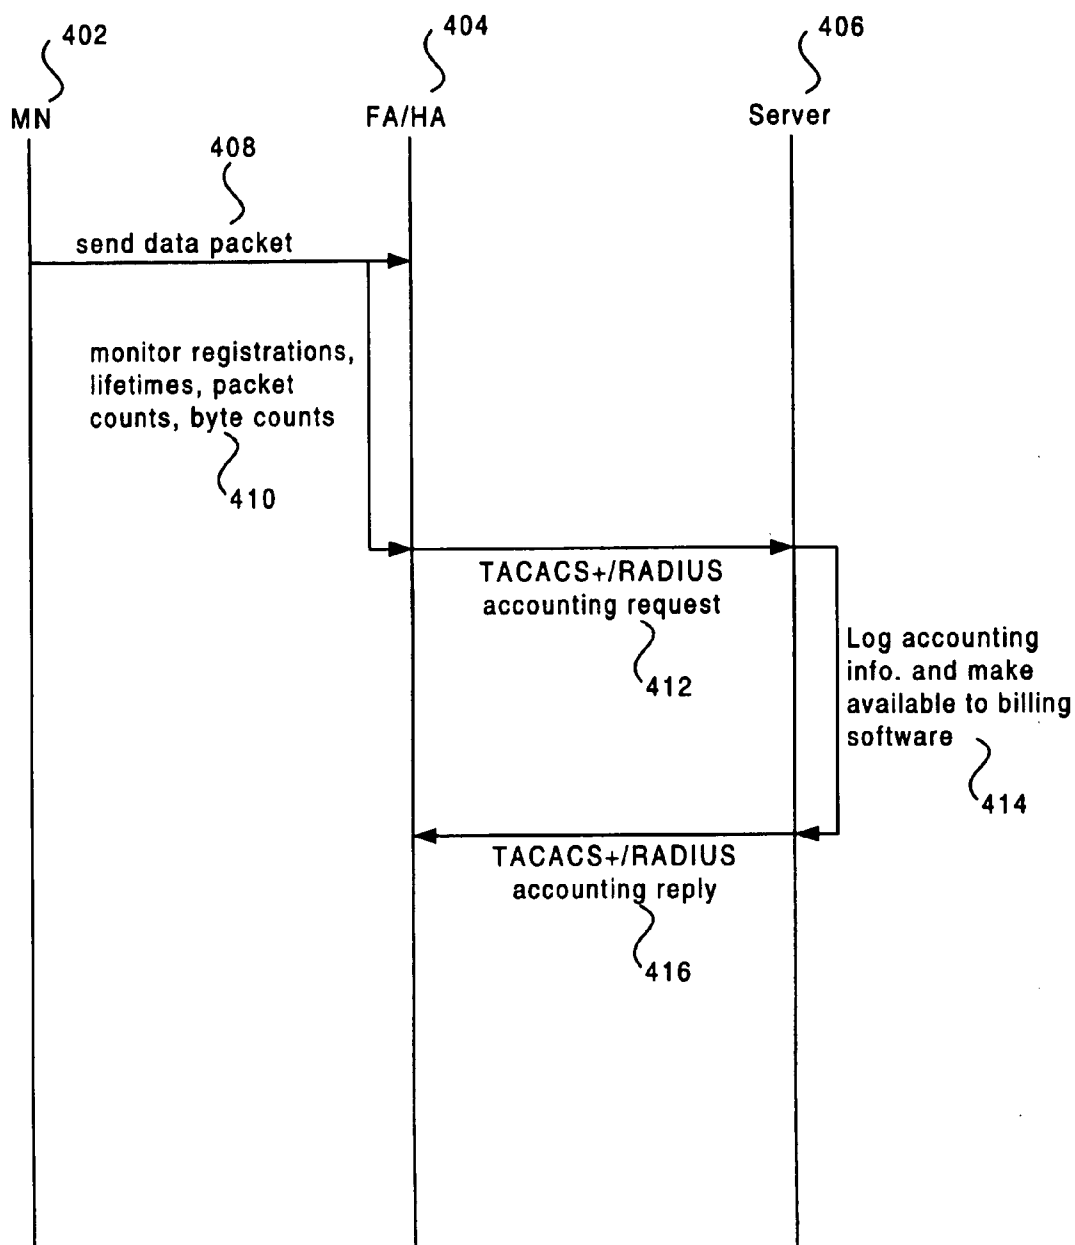 402
404
406
MN
FA/HA
Server
408
send data packet
monitor registrations,
lifetimes, packet
counts, byte counts
410
TACACS+/RADIUS
accounting request
412
Log accounting
info. and make
available to billing
software
414
TACACS+/RADIUS
accounting reply
416